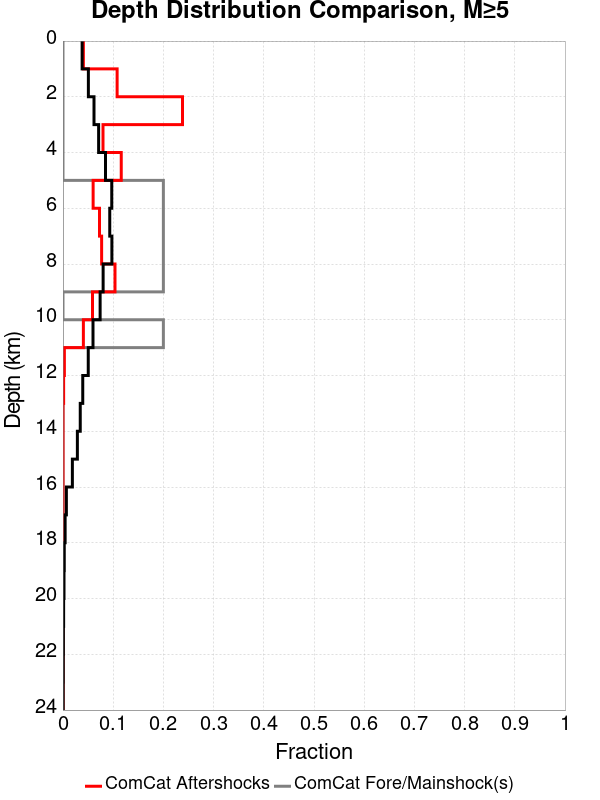 Depth Distribution Comparison, M≥5
0
2
4
6
8
10
12
14
16
18
20
22
24
Depth (km)
0 0.1 0.2 0.3 0.4 0.5 0.6 0.7 0.8 0.9 1
Fraction
ComCat Aftershocks ComCat Fore/Mainshock(s)